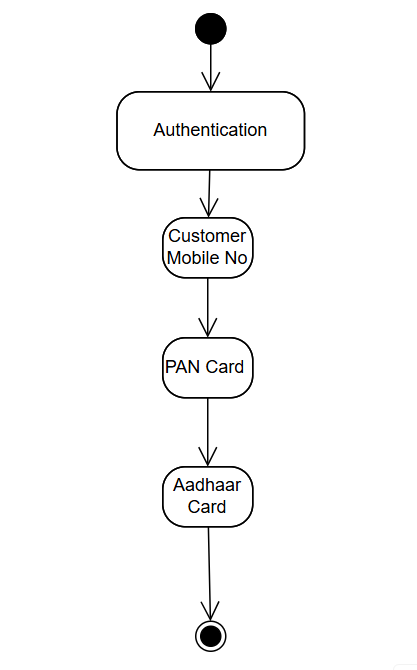 Authentication
Customer
Mobile No
PAN Card
Aadhaar
Card